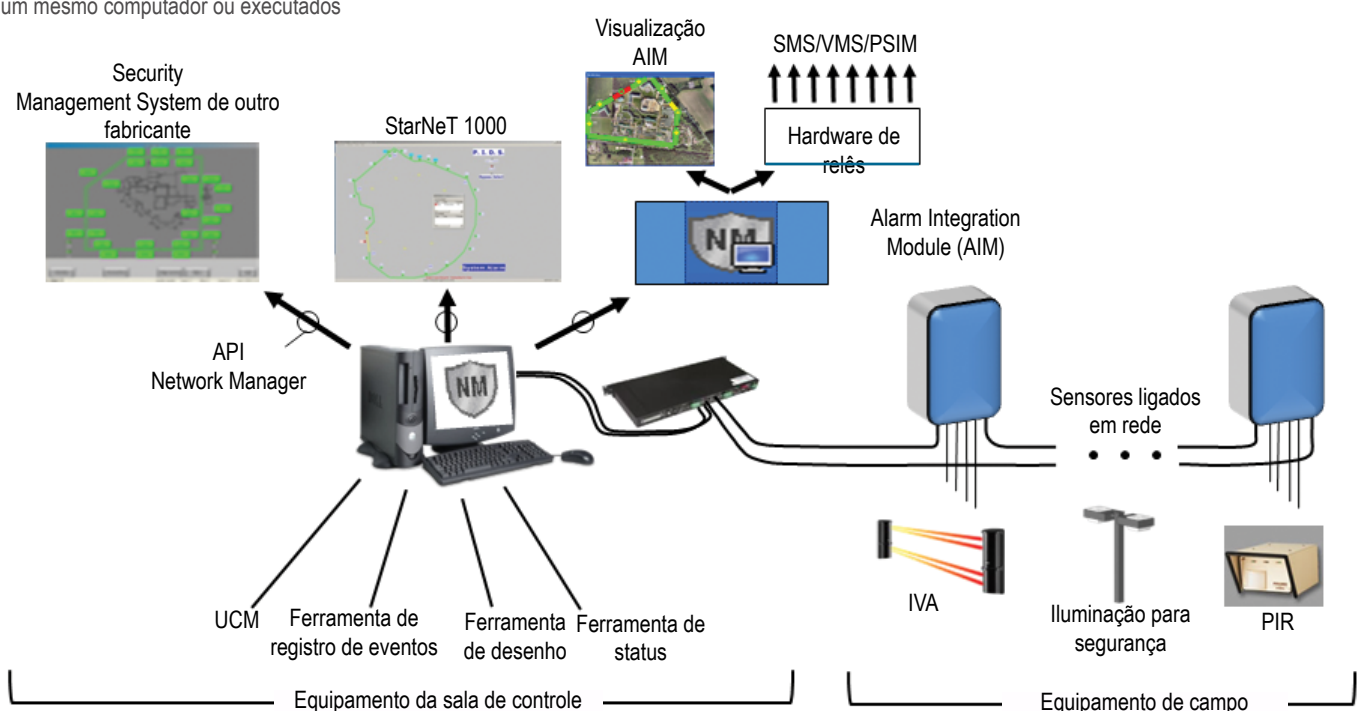 um mesmo computador ou executados
Visualização
AIM
SMS/VMS/PSIM
Security
Management System de outro
fabricante
StarNeT 1000
Hardware de
relês
P. I. D. S.
System Alarm
NM
Alarm Integration
Module (AIM)
API
Network Manager
NM
Sensores ligados
em rede
UCM
Ferramenta de
registro de eventos
Ferramenta
de desenho
Ferramenta de
status
IVA
Iluminação para
segurança
PIR
Equipamento da sala de controle
Equipamento de campo